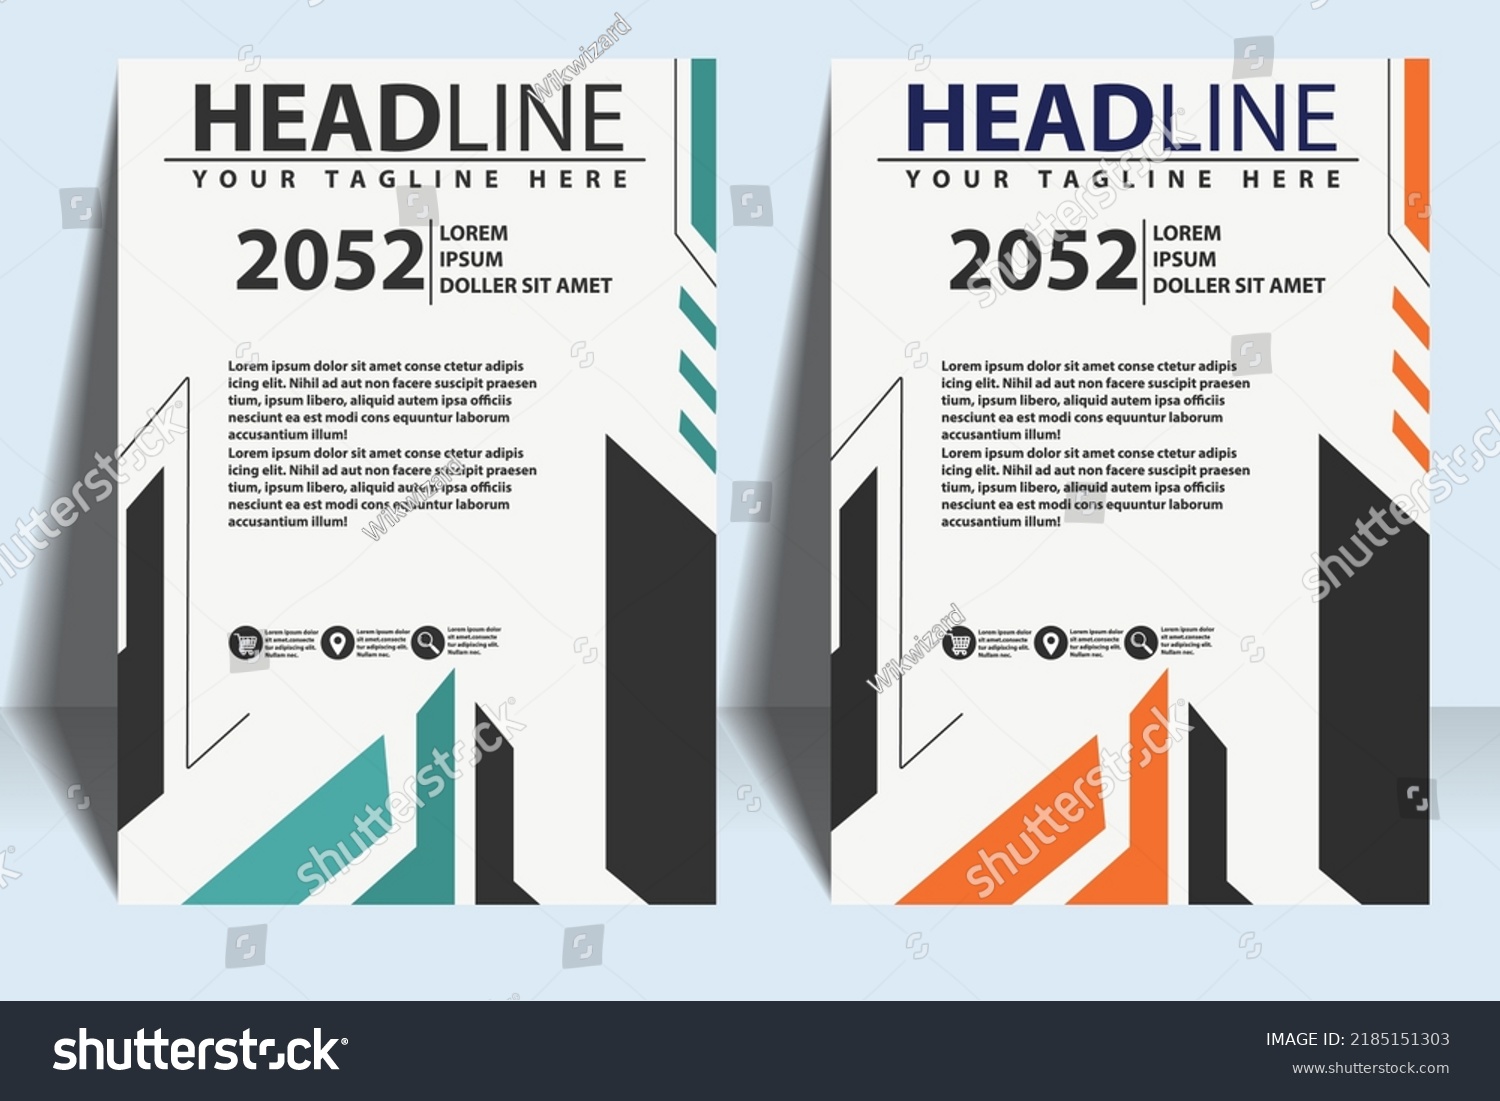 HEADLINE
YOUR TAGLINE HERE
2052
LOREM
IPSUM
DOLLER SIT AMET
Lorem ipsum dolor sit amet conse ctetur adipis
icing elit. Nihil ad aut non facere suscipit praesen
tium, ipsum libero, aliquid autem ipsa officiis
nesciunt ea est modi cons equuntur laborum
accusantium illum!
Lorem ipsum dolor sit amet conse ctetur adipis
icing elit. Nihil ad aut non facere suscipit praesen
tium, ipsum libero, aliquid autem ipsa officiis
nesciunt ea est modi cons equuntur laborum
accusantium illum!
Lorem ipsum dolor
sit amet,consecte
tur adipiscing elit.
Nullam nec.
Lorem ipsum dolor
sit amet,consecte
tur adipiscing elit.
Nullam nec.
Lorem ipsum dolor
sit amet,consecte
tur adipiscing elit.
Nullam nec.
HEADLINE
YOUR TAGLINE HERE
2052
LOREM
IPSUM
DOLLER SIT AMET
Lorem ipsum dolor sit amet conse ctetur adipis
icing elit. Nihil ad aut non facere suscipit praesen
tium, ipsum libero, aliquid autem ipsa officiis
nesciunt ea est modi cons equuntur laborum
accusantium illum!
Lorem ipsum dolor sit amet conse ctetur adipis
icing elit. Nihil ad aut non facere suscipit praesen
tium, ipsum libero, aliquid autem ipsa officiis
nesciunt ea est modi cons equuntur laborum
accusantium illum!
Lorem ipsum dolor
sit amet,consecte
tur adipiscing elit.
Nullam nec.
Lorem ipsum dolor
sit amet,consecte
tur adipiscing elit.
Nullam nec.
Lorem ipsum dolor
sit amet,consecte
tur adipiscing elit.
Nullam nec.
Wikwizard
Wikwizard
Wikwizard
shutterstock
shutterstock
shutterstock
shutterstock
shutterstock
shutterstock
shutterstock
IMAGE ID: 2185151303
www.shutterstock.com